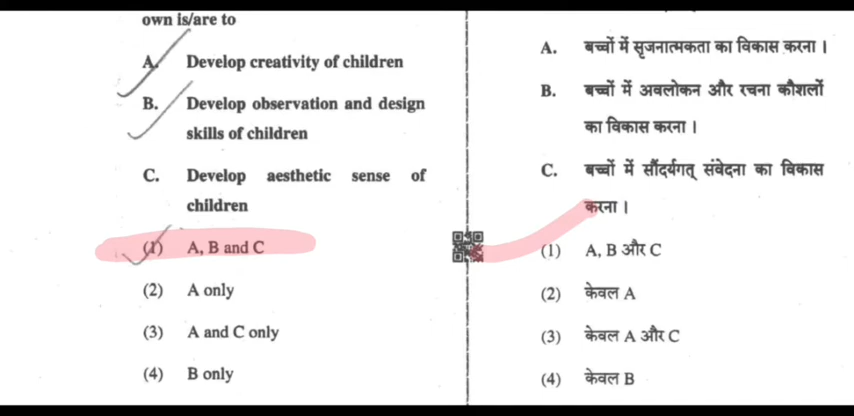 own is/are to
A. Develop creativity of children
B. Develop observation and design
skills of children
C. Develop aesthetic sense of
children
(1) A, B and C
(2) A only
(3) A and C only
(4) B only
A. बच्चों में सृजनात्मकता का विकास करना ।
B. बच्चों में अवलोकन और रचना कौशलों
का विकास करना ।
C. बच्चों में सौंदर्यगत् संवेदना का विकास
करना ।
(1) A, B और C
(2) केवल A
(3) केवल A और C
(4) केवल B